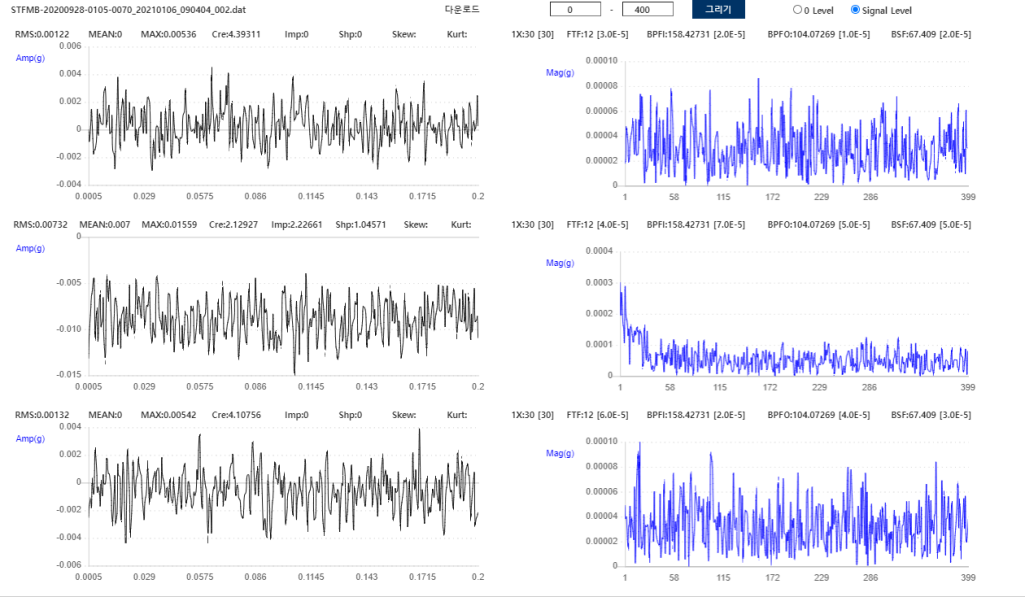 STFMB-20200928-0105-0070_20210106_090404_002.dat 다운로드 0 - 400 그리기 0 Level Signal Level
RMS:0.00122 MEAN:0 MAX:0.00536 Cre:4.39311 Imp:0 Shp:0 Skew: Kurt:
Amp(g)
0.006
0.004
0.002
0
-0.002
-0.004
0.0005 0.029 0.0575 0.086 0.1145 0.143 0.1715 0.2
1X:30 [30] FTF:12 [3.0E-5] BPFI:158.42731 [2.0E-5] BPFO:104.07269 [1.0E-5] BSF:67.409 [2.0E-5]
Mag(g)
0.00010
0.00008
0.00006
0.00004
0.00002
0
1 58 115 172 229 286 399
RMS:0.00732 MEAN:0.007 MAX:0.01559 Cre:2.12927 Imp:2.22661 Shp:1.04571 Skew: Kurt:
Amp(g)
0
-0.005
-0.010
-0.015
0.0005 0.029 0.0575 0.086 0.1145 0.143 0.1715 0.2
1X:30 [30] FTF:12 [4.0E-5] BPFI:158.42731 [7.0E-5] BPFO:104.07269 [5.0E-5] BSF:67.409 [5.0E-5]
Mag(g)
0.0004
0.0003
0.0002
0.0001
0
1 58 115 172 229 286 399
RMS:0.00132 MEAN:0 MAX:0.00542 Cre:4.10756 Imp:0 Shp:0 Skew: Kurt:
Amp(g)
0.004
0.002
0
-0.002
-0.004
-0.006
0.0005 0.029 0.0575 0.086 0.1145 0.143 0.1715 0.2
1X:30 [30] FTF:12 [6.0E-5] BPFI:158.42731 [2.0E-5] BPFO:104.07269 [4.0E-5] BSF:67.409 [3.0E-5]
Mag(g)
0.00010
0.00008
0.00006
0.00004
0.00002
0
1 58 115 172 229 286 399